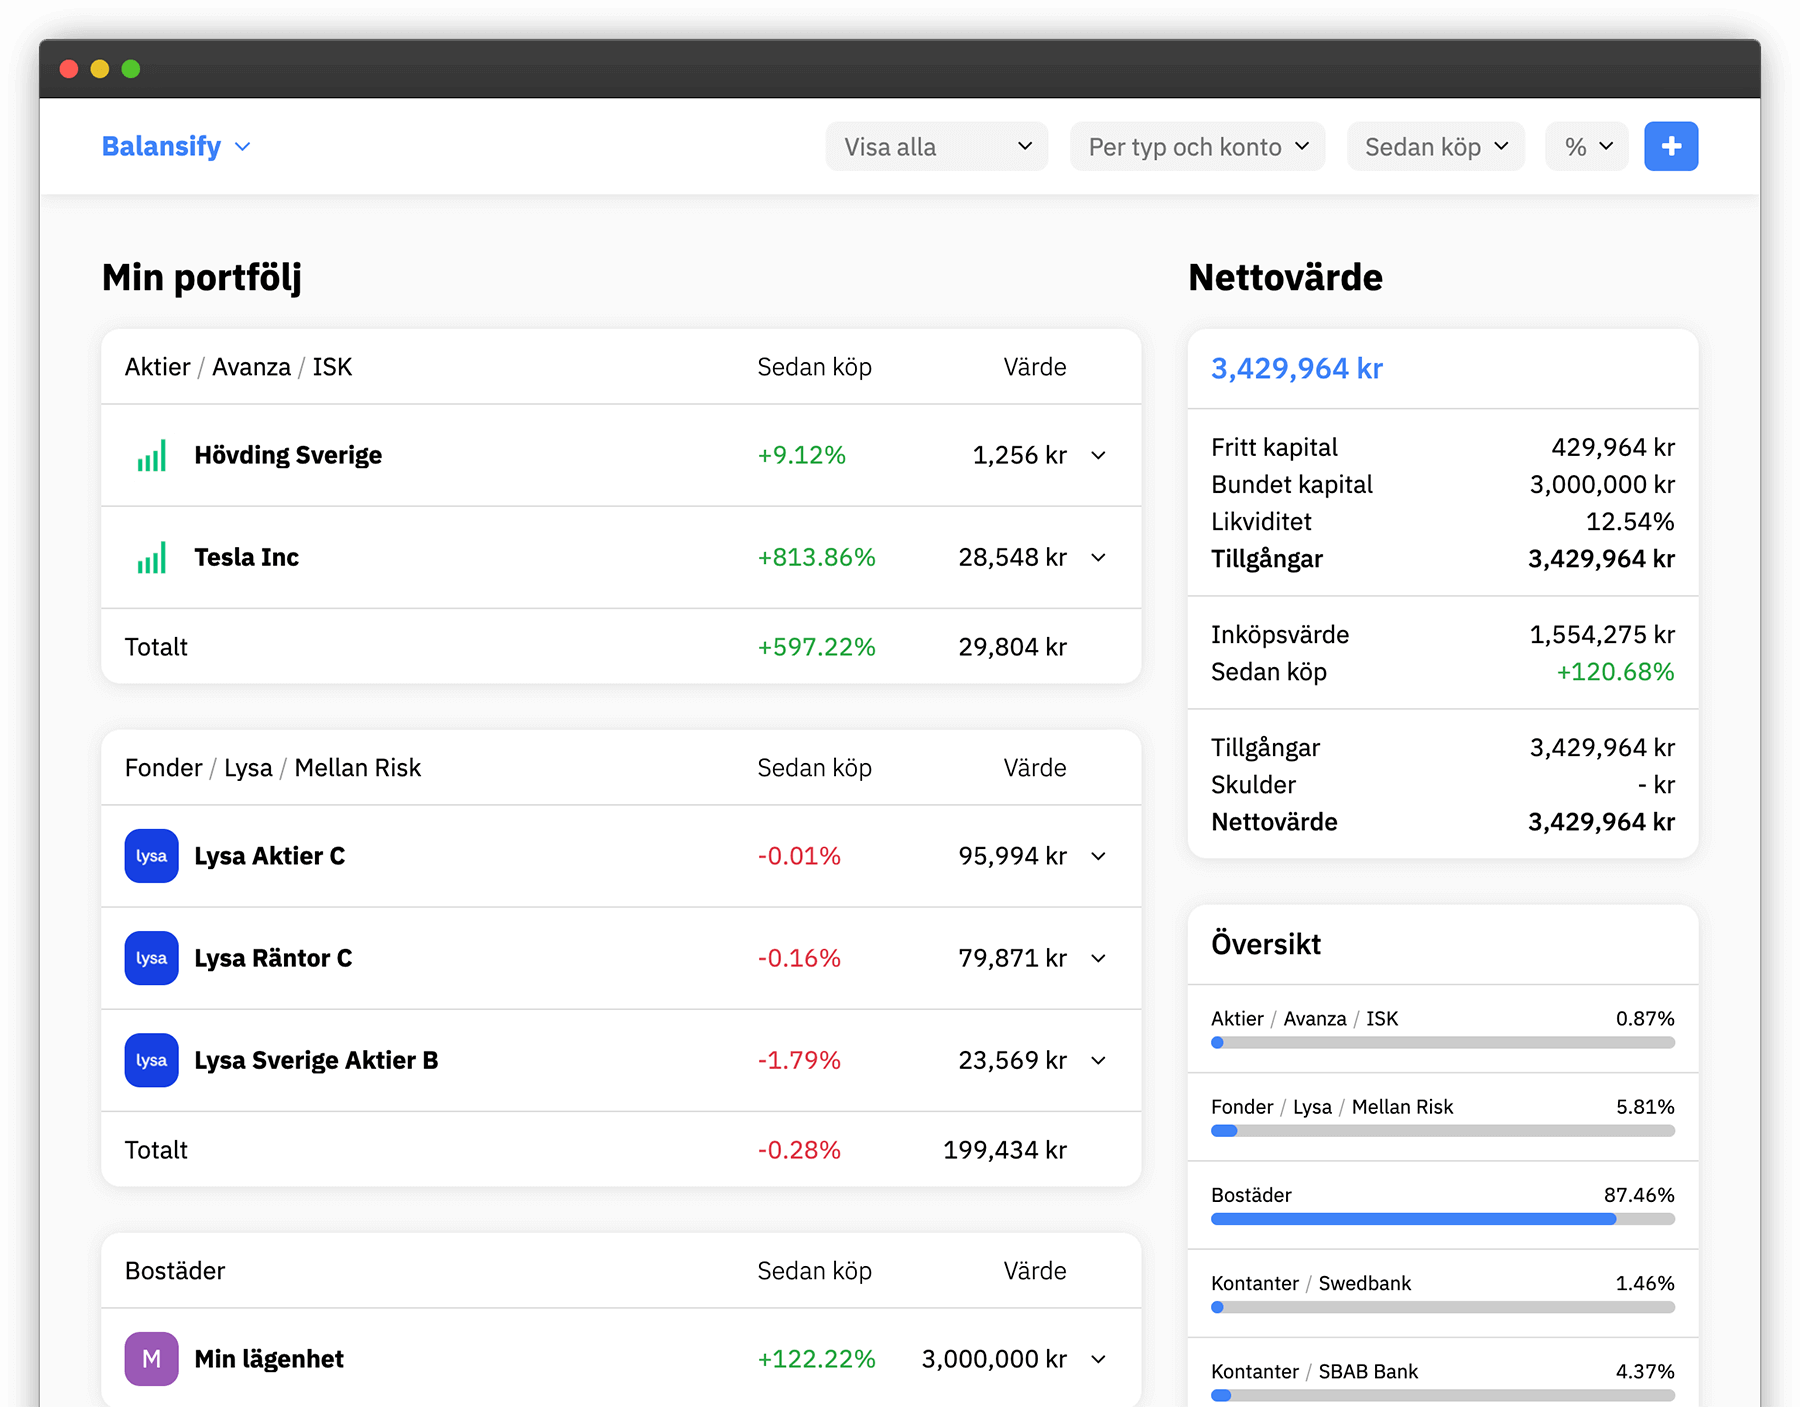 Balansify
Visa alla
Per typ och konto
Sedan köp
%
Min portfölj
Aktier / Avanza / ISK Sedan köp Värde
Hövding Sverige +9.12% 1,256 kr
Tesla Inc +813.86% 28,548 kr
Totalt +597.22% 29,804 kr
Fonder / Lysa / Mellan Risk Sedan köp Värde
lysa Lysa Aktier C -0.01% 95,994 kr
lysa Lysa Räntor C -0.16% 79,871 kr
lysa Lysa Sverige Aktier B -1.79% 23,569 kr
Totalt -0.28% 199,434 kr
Bostäder Sedan köp Värde
M Min lägenhet +122.22% 3,000,000 kr
Nettovärde
3,429,964 kr
Fritt kapital 429,964 kr
Bundet kapital 3,000,000 kr
Likviditet 12.54%
Tillgångar 3,429,964 kr
Inköpsvärde 1,554,275 kr
Sedan köp +120.68%
Tillgångar 3,429,964 kr
Skulder - kr
Nettovärde 3,429,964 kr
Översikt
Aktier / Avanza / ISK 0.87%
Fonder / Lysa / Mellan Risk 5.81%
Bostäder 87.46%
Kontanter / Swedbank 1.46%
Kontanter / SBAB Bank 4.37%